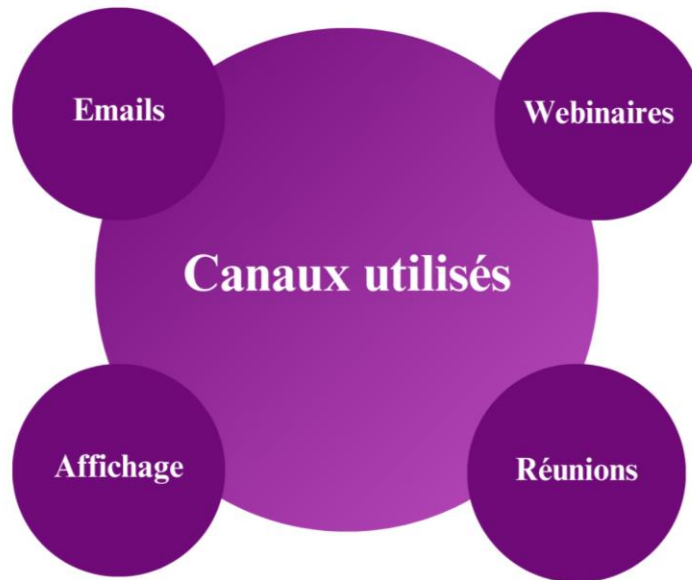 Emails
Webinaires
Canaux utilisés
Affichage
Réunions